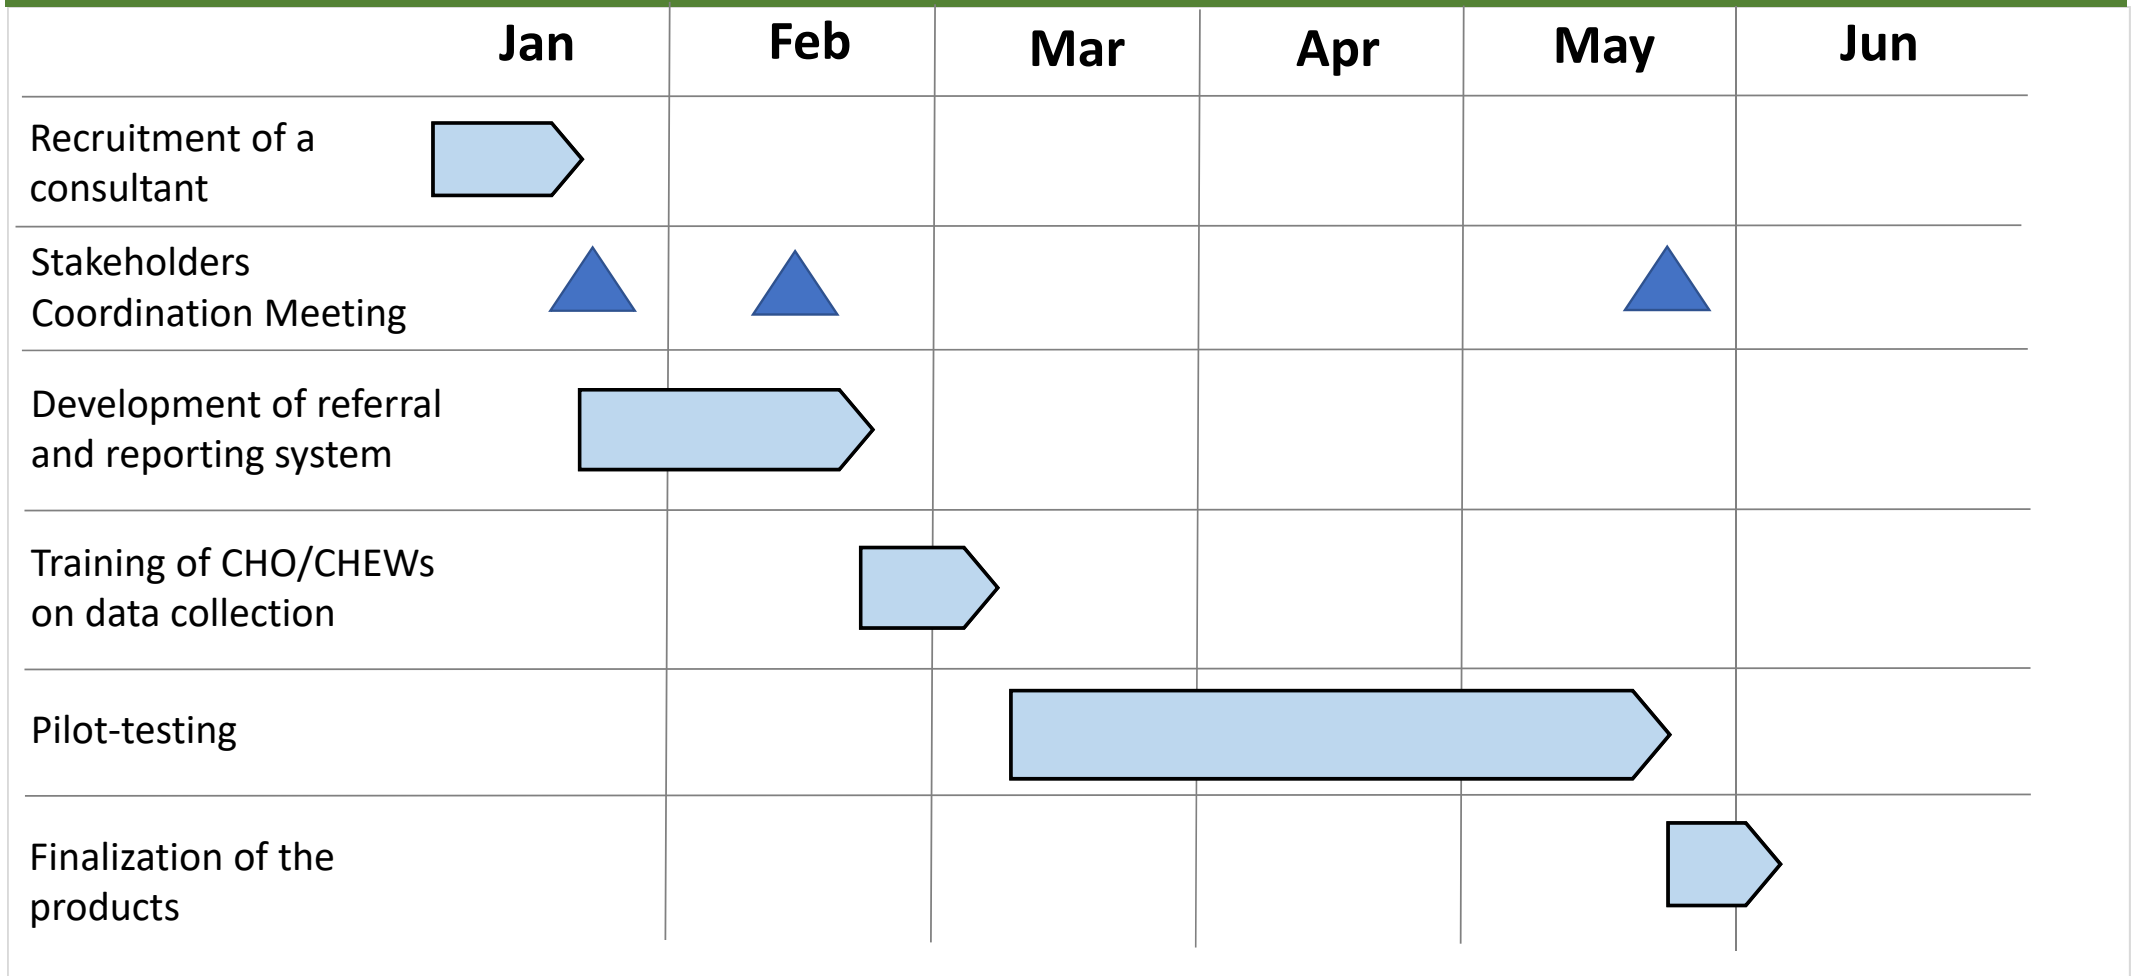 Jan Feb Mar Apr May Jun
Recruitment of a
consultant
Stakeholders
Coordination Meeting
Development of referral
and reporting system
Training of CHO/CHEWs
on data collection
Pilot-testing
Finalization of the
products